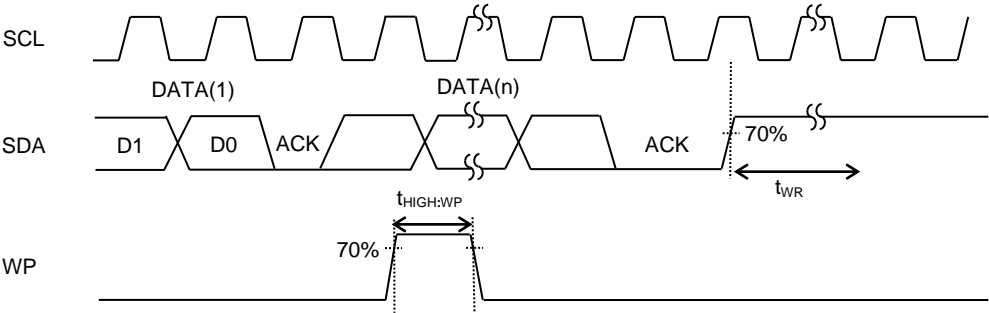 SCL
DATA(1) DATA(n)
SDA D1 D0 ACK ACK 70%
tWR
tHIGH:WP
70%
WP